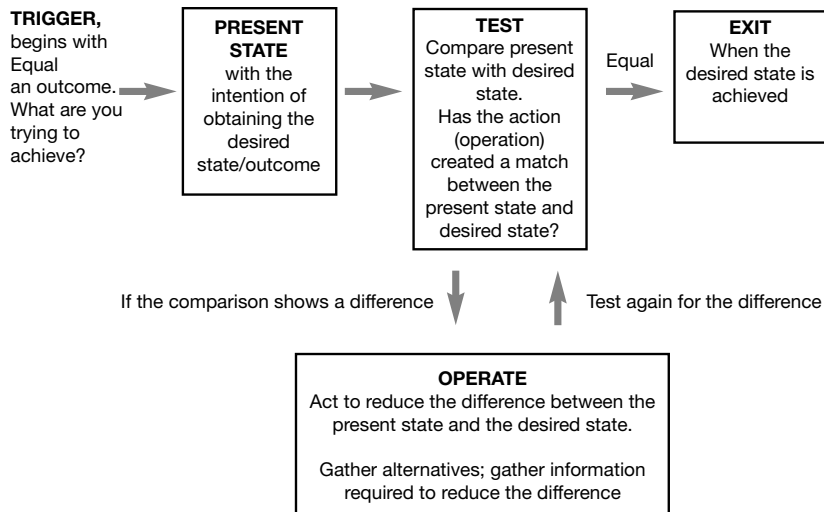 TRIGGER,
begins with
Equal
an outcome.
What are you
trying to
achieve?
PRESENT
STATE
with the
intention of
obtaining the
desired
state/outcome
TEST
Compare present
state with desired
state.
Has the action
(operation)
created a match
between the
present state and
desired state?
Equal
EXIT
When the
desired state is
achieved
If the comparison shows a difference
Test again for the difference
OPERATE
Act to reduce the difference between the
present state and the desired state.
Gather alternatives; gather information
required to reduce the difference